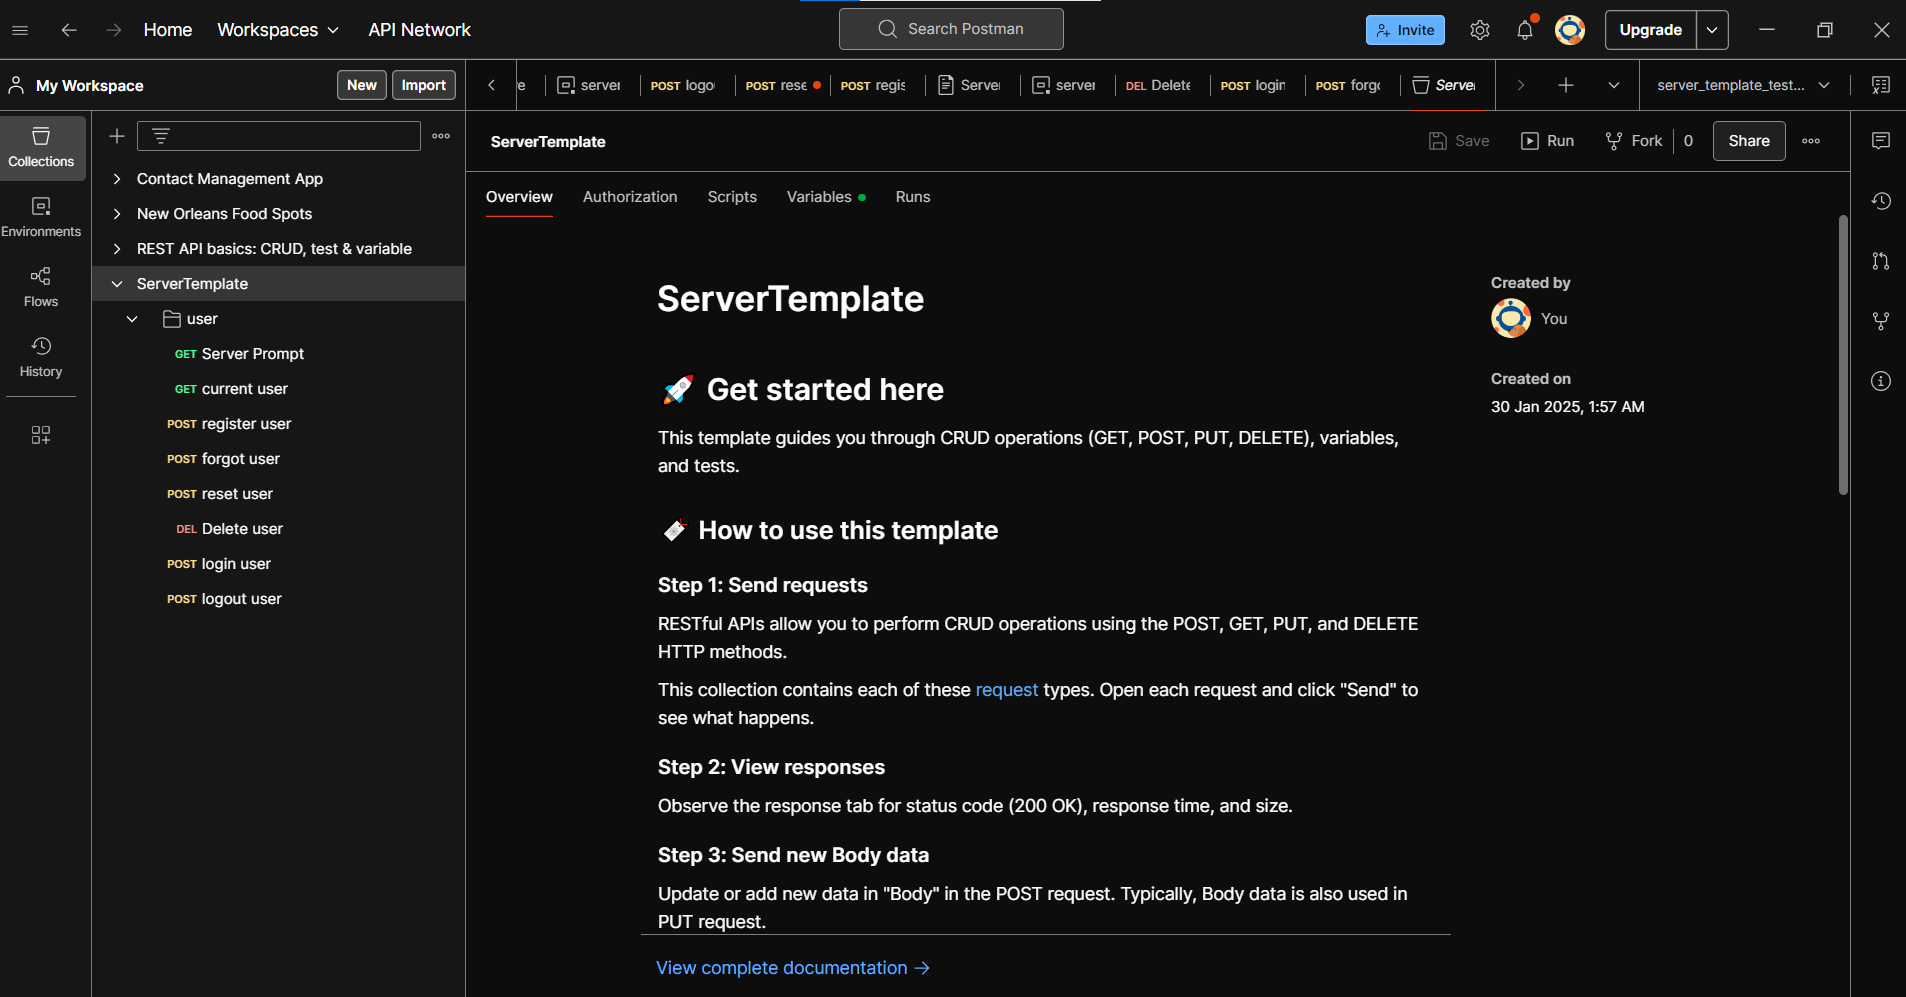 Home Workspaces API Network Search Postman Invite Upgrade
My Workspace New Import
e server POST logo POST rese POST regis Server server DEL Delete POST login POST forgo Server server_template_test...
Collections
Environments
Flows
History
Contact Management App
New Orleans Food Spots
REST API basics: CRUD, test & variable
ServerTemplate
user
GET Server Prompt
GET current user
POST register user
POST forgot user
POST reset user
DEL Delete user
POST login user
POST logout user
ServerTemplate Save Run Fork 0 Share
Overview Authorization Scripts Variables Runs
ServerTemplate
🚀 Get started here
This template guides you through CRUD operations (GET, POST, PUT, DELETE), variables,
and tests.
How to use this template
Step 1: Send requests
RESTful APIs allow you to perform CRUD operations using the POST, GET, PUT, and DELETE
HTTP methods.
This collection contains each of these request types. Open each request and click "Send" to
see what happens.
Step 2: View responses
Observe the response tab for status code (200 OK), response time, and size.
Step 3: Send new Body data
Update or add new data in "Body" in the POST request. Typically, Body data is also used in
PUT request.
View complete documentation →
Created by
You
Created on
30 Jan 2025, 1:57 AM